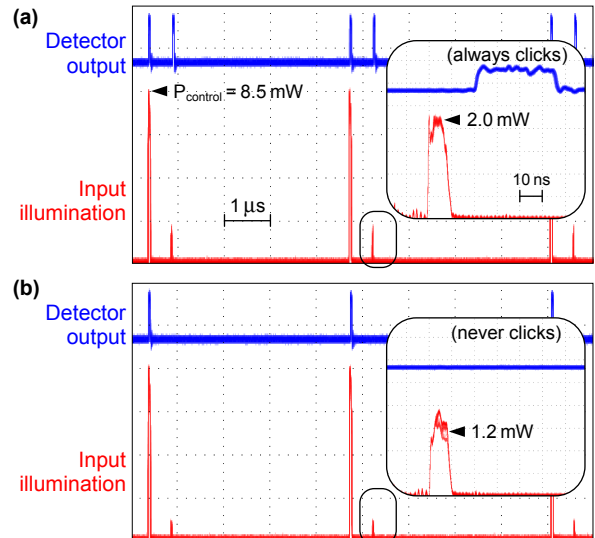 (a)
Detector
output
(always clicks)
P_control = 8.5 mW
2.0 mW
Input
illumination
1 μs
10 ns
(b)
Detector
output
(never clicks)
1.2 mW
Input
illumination